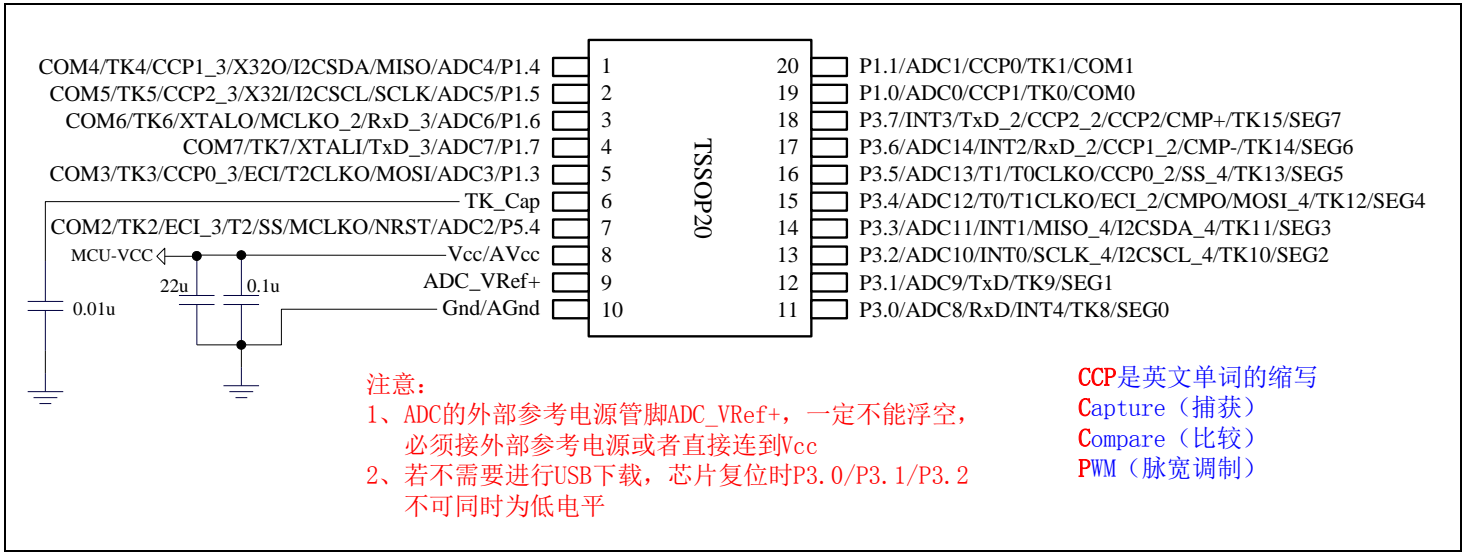 COM4/TK4/CCP1_3/X32O/I2CSDA/MISO/ADC4/P1.4 1
COM5/TK5/CCP2_3/X32I/I2CSCL/SCLK/ADC5/P1.5 2
COM6/TK6/XTALO/MCLKO_2/RxD_3/ADC6/P1.6 3
COM7/TK7/XTALI/TxD_3/ADC7/P1.7 4
COM3/TK3/CCP0_3/ECI/T2CLKO/MOSI/ADC3/P1.3 5
TK_Cap 6
COM2/TK2/ECI_3/T2/SS/MCLKO/NRST/ADC2/P5.4 7
MCU-VCC Vcc/AVcc 8
22u 0.1u ADC_VRef+ 9
0.01u Gnd/AGnd 10
TSSOP20
20 P1.1/ADC1/CCP0/TK1/COM1
19 P1.0/ADC0/CCP1/TK0/COM0
18 P3.7/INT3/TxD_2/CCP2_2/CCP2/CMP+/TK15/SEG7
17 P3.6/ADC14/INT2/RxD_2/CCP1_2/CMP-/TK14/SEG6
16 P3.5/ADC13/T1/T0CLKO/CCP0_2/SS_4/TK13/SEG5
15 P3.4/ADC12/T0/T1CLKO/ECI_2/CMPO/MOSI_4/TK12/SEG4
14 P3.3/ADC11/INT1/MISO_4/I2CSDA_4/TK11/SEG3
13 P3.2/ADC10/INT0/SCLK_4/I2CSCL_4/TK10/SEG2
12 P3.1/ADC9/TxD/TK9/SEG1
11 P3.0/ADC8/RxD/INT4/TK8/SEG0
注意：
1、ADC的外部参考电源管脚ADC_VRef+，一定不能浮空，
必须接外部参考电源或者直接连到Vcc
2、若不需要进行USB下载，芯片复位时P3.0/P3.1/P3.2
不可同时为低电平
CCP是英文单词的缩写
Capture（捕获）
Compare（比较）
PWM（脉宽调制）